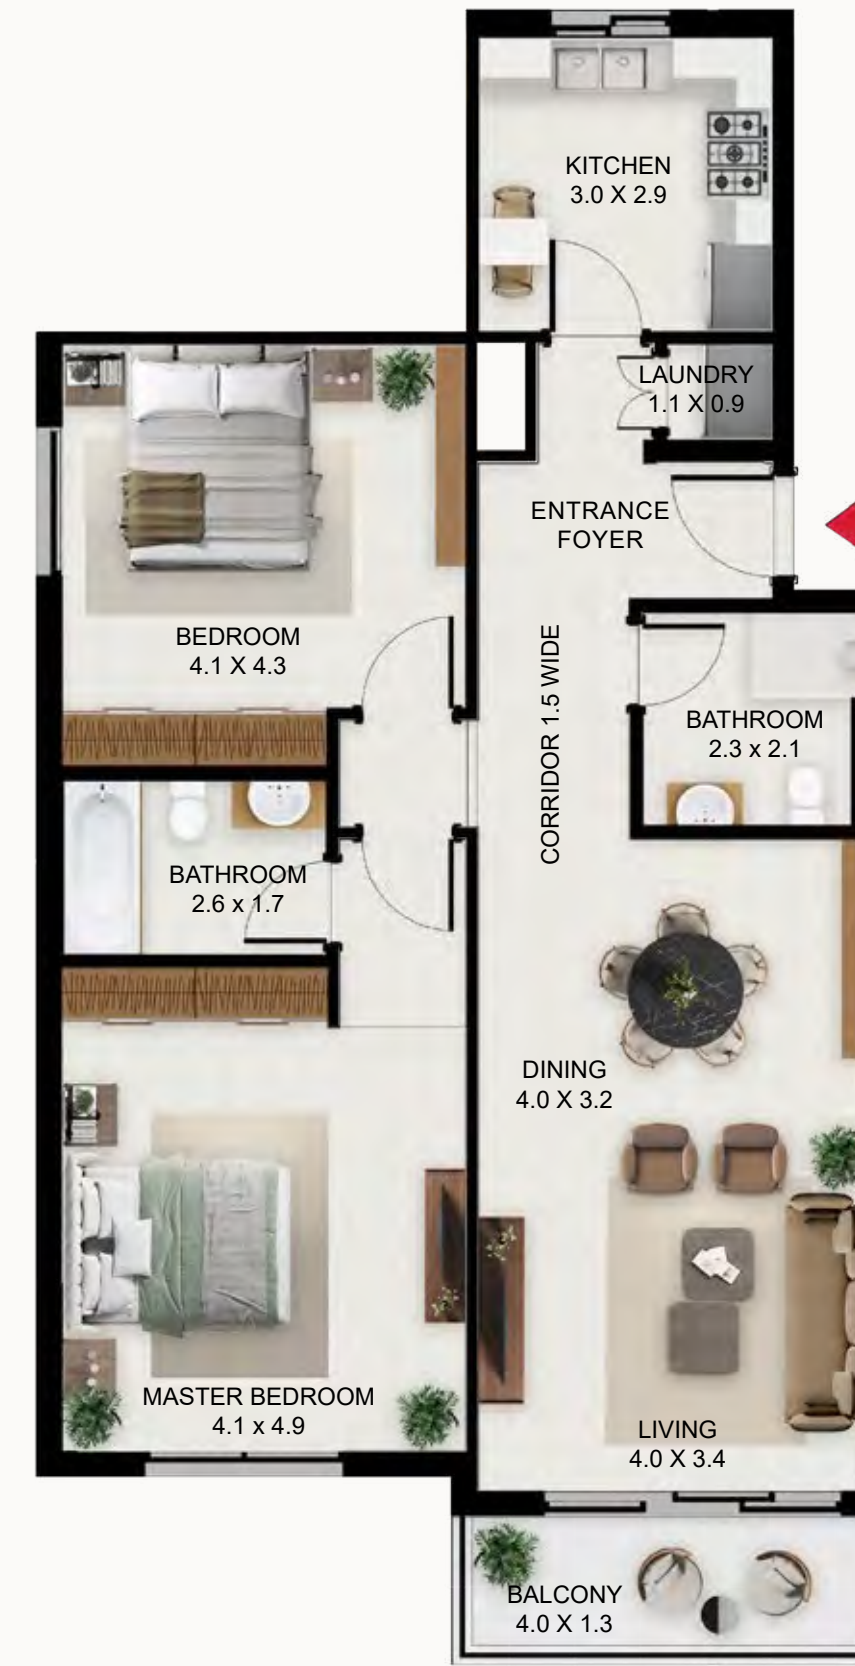 KITCHEN
3.0 X 2.9
LAUNDRY
1.1 X 0.9
ENTRANCE
FOYER
BEDROOM
4.1 X 4.3
CORRIDOR 1.5 WIDE
BATHROOM
2.3 x 2.1
BATHROOM
2.6 x 1.7
DINING
4.0 X 3.2
MASTER BEDROOM
4.1 x 4.9
LIVING
4.0 X 3.4
BALCONY
4.0 X 1.3